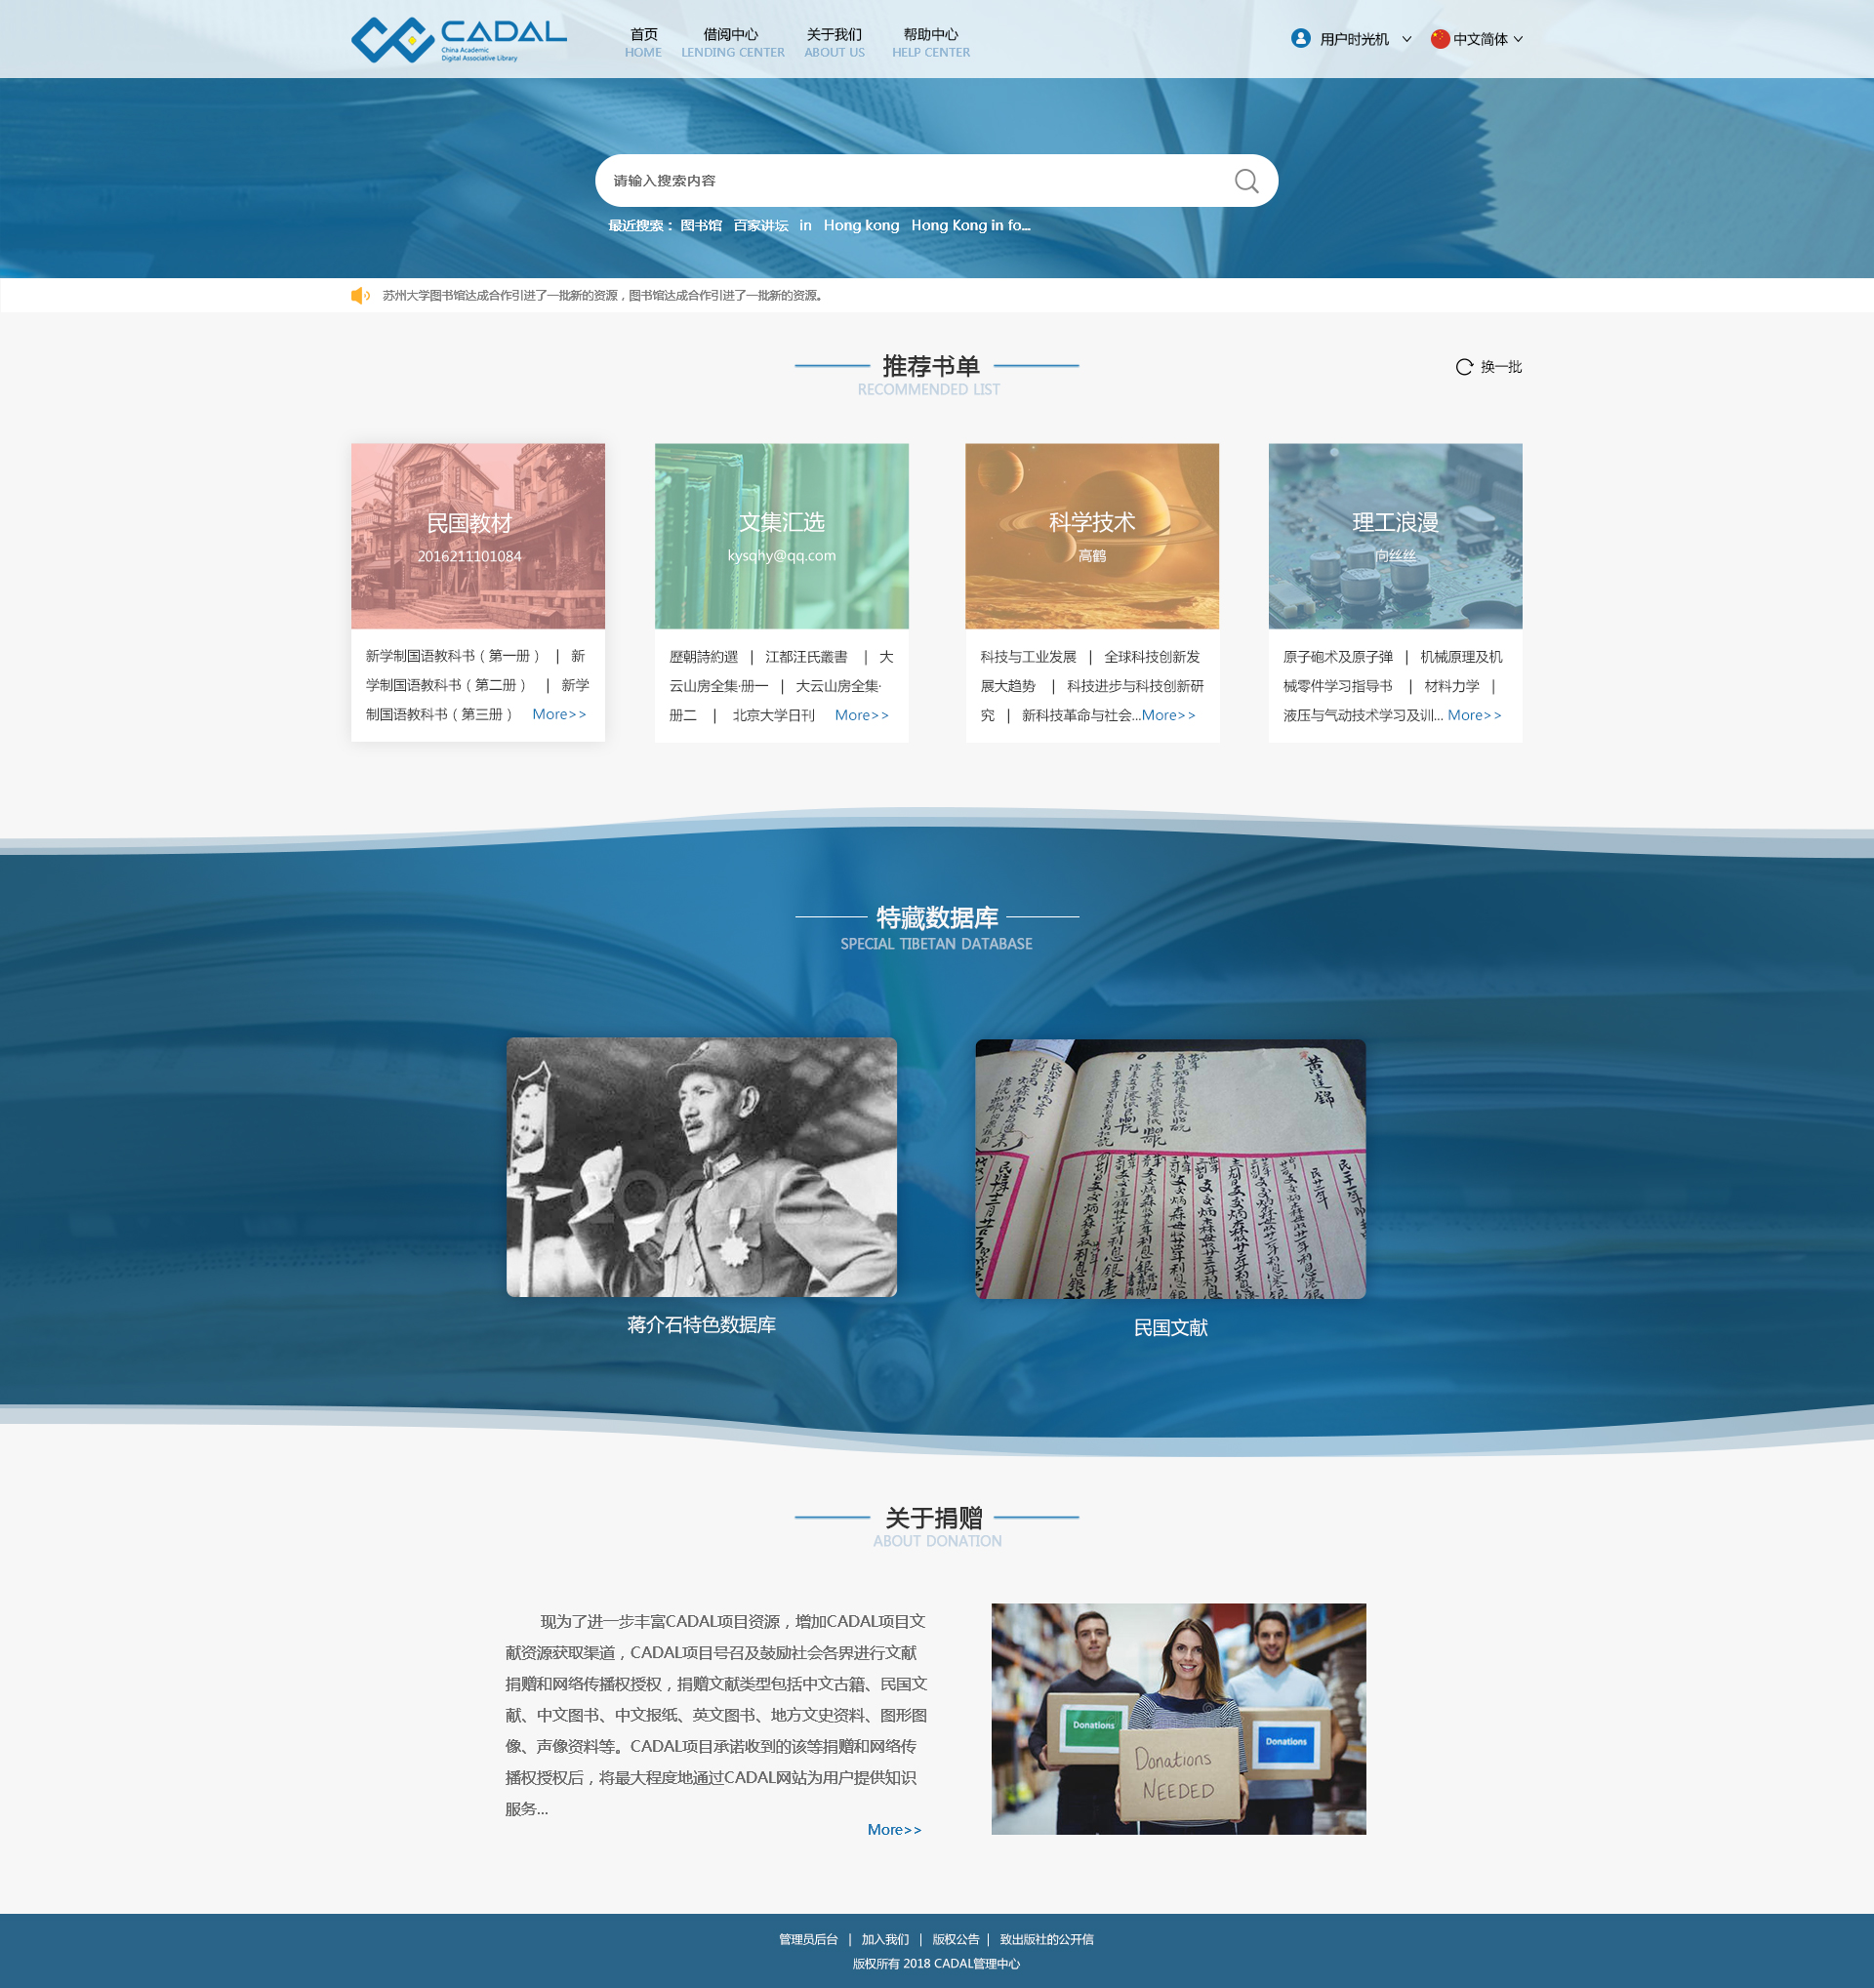 CADAL
China Academic
Digital Associative Library
首页 借阅中心 关于我们 帮助中心
HOME LENDING CENTER ABOUT US HELP CENTER
用户时光机 中文简体
请输入搜索内容
最近搜索： 图书馆 百家讲坛 in Hong kong Hong Kong in fo...
苏州大学图书馆达成合作引进了一批新的资源，图书馆达成合作引进了一批新的资源。
推荐书单
RECOMMENDED LIST
换一批
民国教材
2016211101084
新学制国语教科书（第一册） | 新
学制国语教科书（第二册） | 新学
制国语教科书（第三册） More>>
文集汇选
kysqhy@qq.com
歷朝詩約選 | 江都汪氏叢書 | 大
云山房全集·册一 | 大云山房全集·
册二 | 北京大学日刊 More>>
科学技术
高鹤
科技与工业发展 | 全球科技创新发
展大趋势 | 科技进步与科技创新研
究 | 新科技革命与社会...More>>
理工浪漫
向丝丝
原子砲术及原子弹 | 机械原理及机
械零件学习指导书 | 材料力学 |
液压与气动技术学习及训... More>>
特藏数据库
SPECIAL TIBETAN DATABASE
黄達錦
蒋介石特色数据库
民国文献
关于捐赠
ABOUT DONATION
现为了进一步丰富CADAL项目资源，增加CADAL项目文
献资源获取渠道，CADAL项目号召及鼓励社会各界进行文献
捐赠和网络传播权授权，捐赠文献类型包括中文古籍、民国文
献、中文图书、中文报纸、英文图书、地方文史资料、图形图
像、声像资料等。CADAL项目承诺收到的该等捐赠和网络传
播权授权后，将最大程度地通过CADAL网站为用户提供知识
服务...
More>>
Donations
Donations
Donations
NEEDED
管理员后台 | 加入我们 | 版权公告 | 致出版社的公开信
版权所有 2018 CADAL管理中心